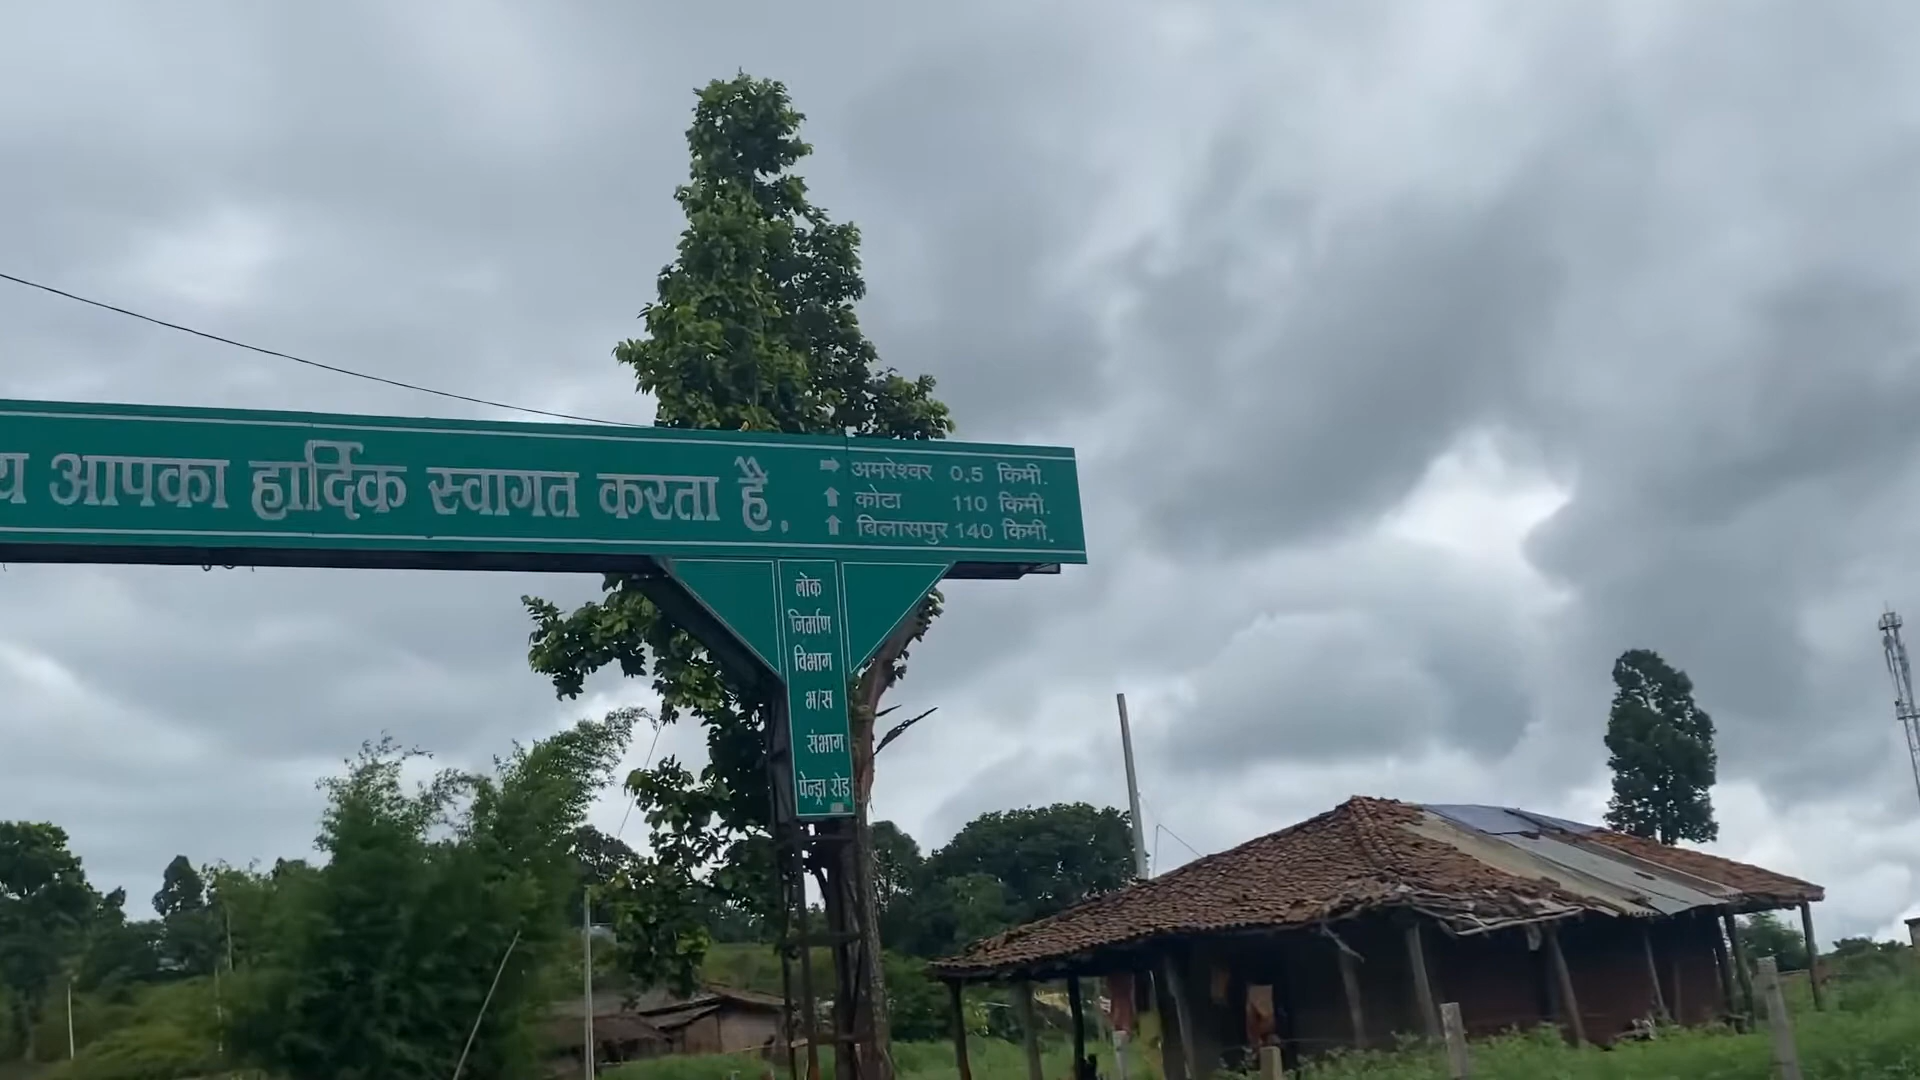 आपका हार्दिक स्वागत करता है.
➡ अमरेश्वर 0.5 किमी.
⬆ कोटा 110 किमी.
⬆ बिलासपुर 140 किमी.
लोक
निर्माण
विभाग
भ/स
संभाग
पेन्ड्रा रोड